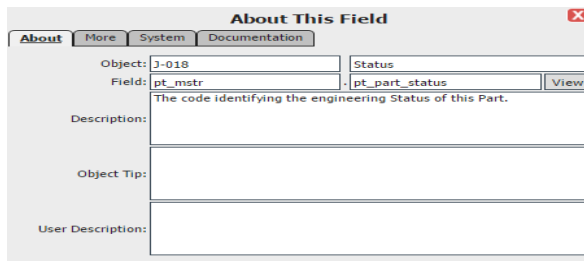 About This Field
About More System Documentation
Object: J-018 Status
Field: pt_mstr . pt_part_status View
Description: The code identifying the engineering Status of this Part.
Object Tip:
User Description: